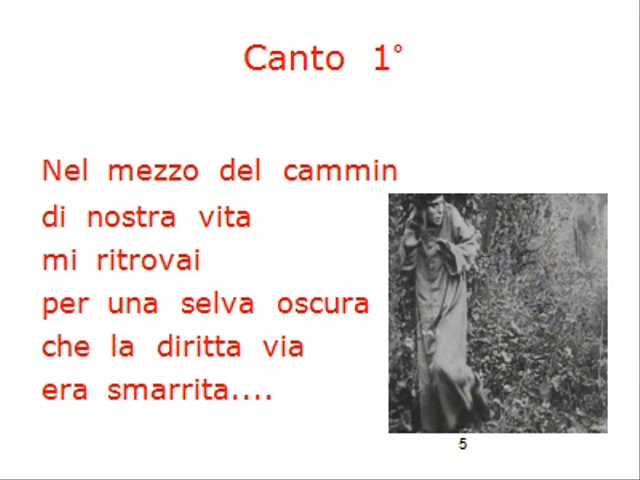 Canto 1°
Nel mezzo del cammin
di nostra vita
mi ritrovai
per una selva oscura
che la diritta via
era smarrita....
5